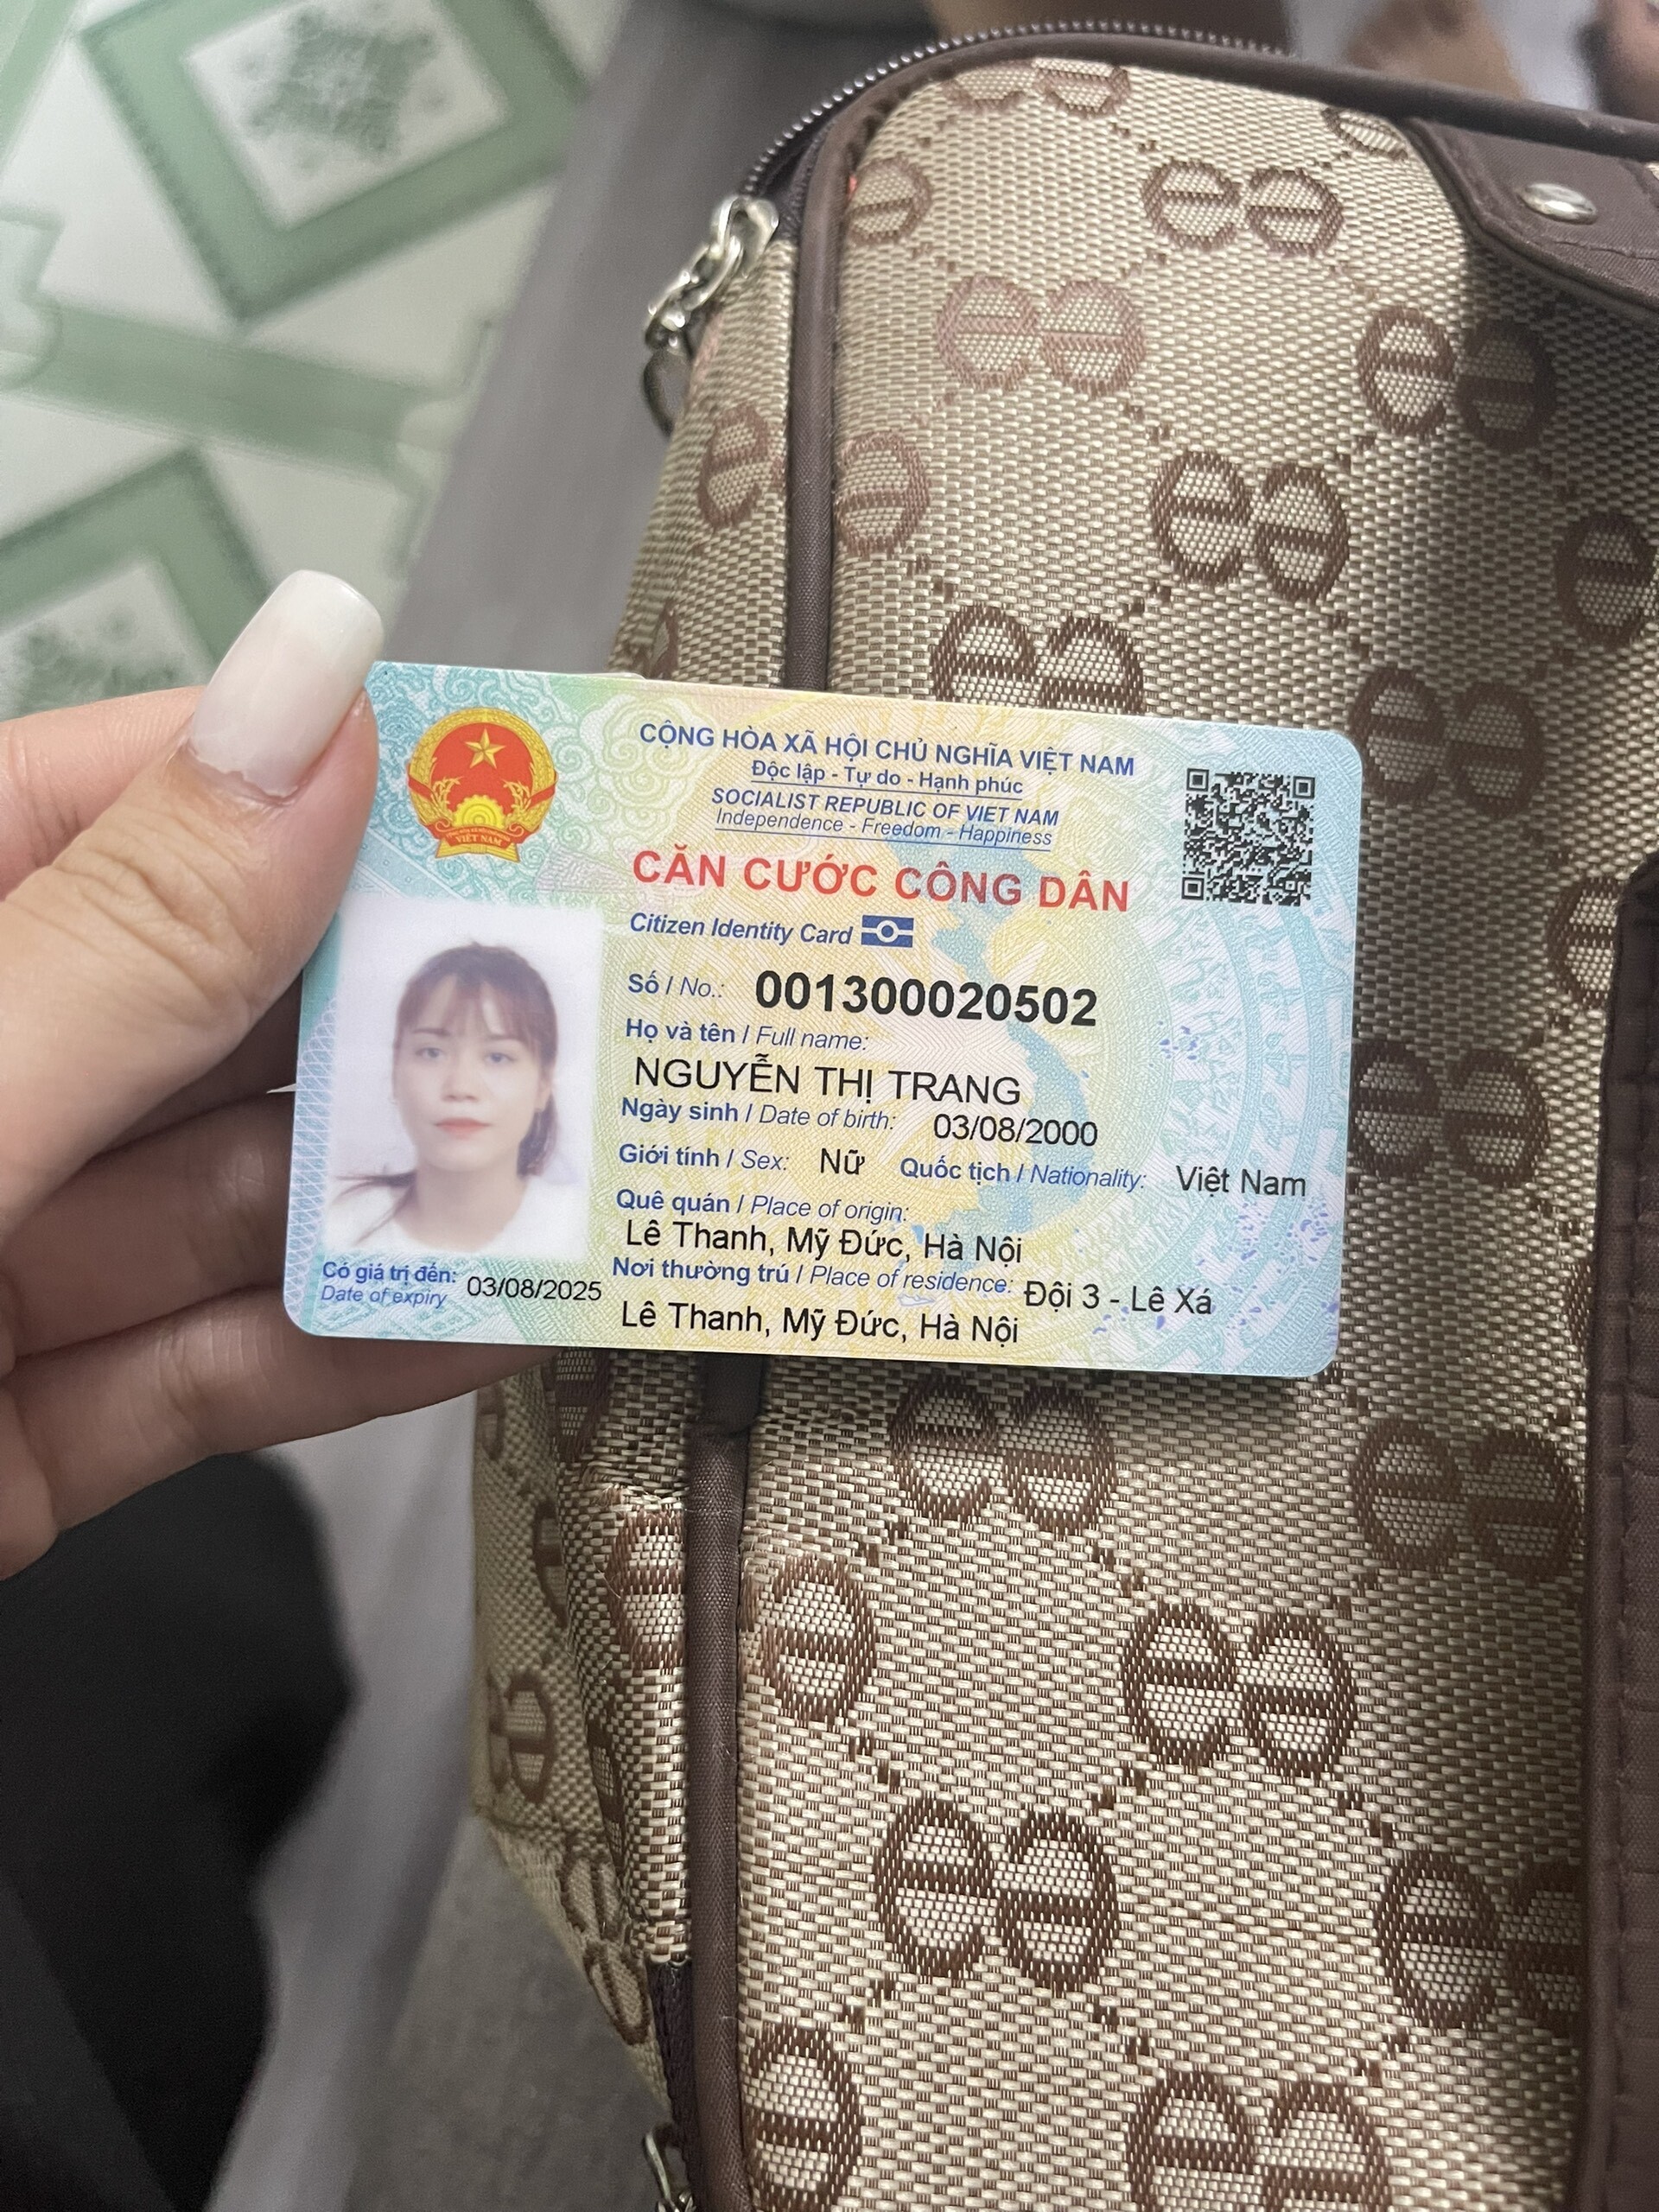 CỘNG HÒA XÃ HỘI CHỦ NGHĨA VIỆT NAM
Độc lập - Tự do - Hạnh phúc
SOCIALIST REPUBLIC OF VIET NAM
Independence - Freedom - Happiness
CĂN CƯỚC CÔNG DÂN
Citizen Identity Card
Số / No.: 001300020502
Họ và tên / Full name:
NGUYỄN THỊ TRANG
Ngày sinh / Date of birth: 03/08/2000
Giới tính / Sex: Nữ Quốc tịch / Nationality: Việt Nam
Quê quán / Place of origin:
Lê Thanh, Mỹ Đức, Hà Nội
Nơi thường trú / Place of residence: Đội 3 - Lê Xá
Lê Thanh, Mỹ Đức, Hà Nội
Có giá trị đến: 03/08/2025
Date of expiry
VIỆT NAM